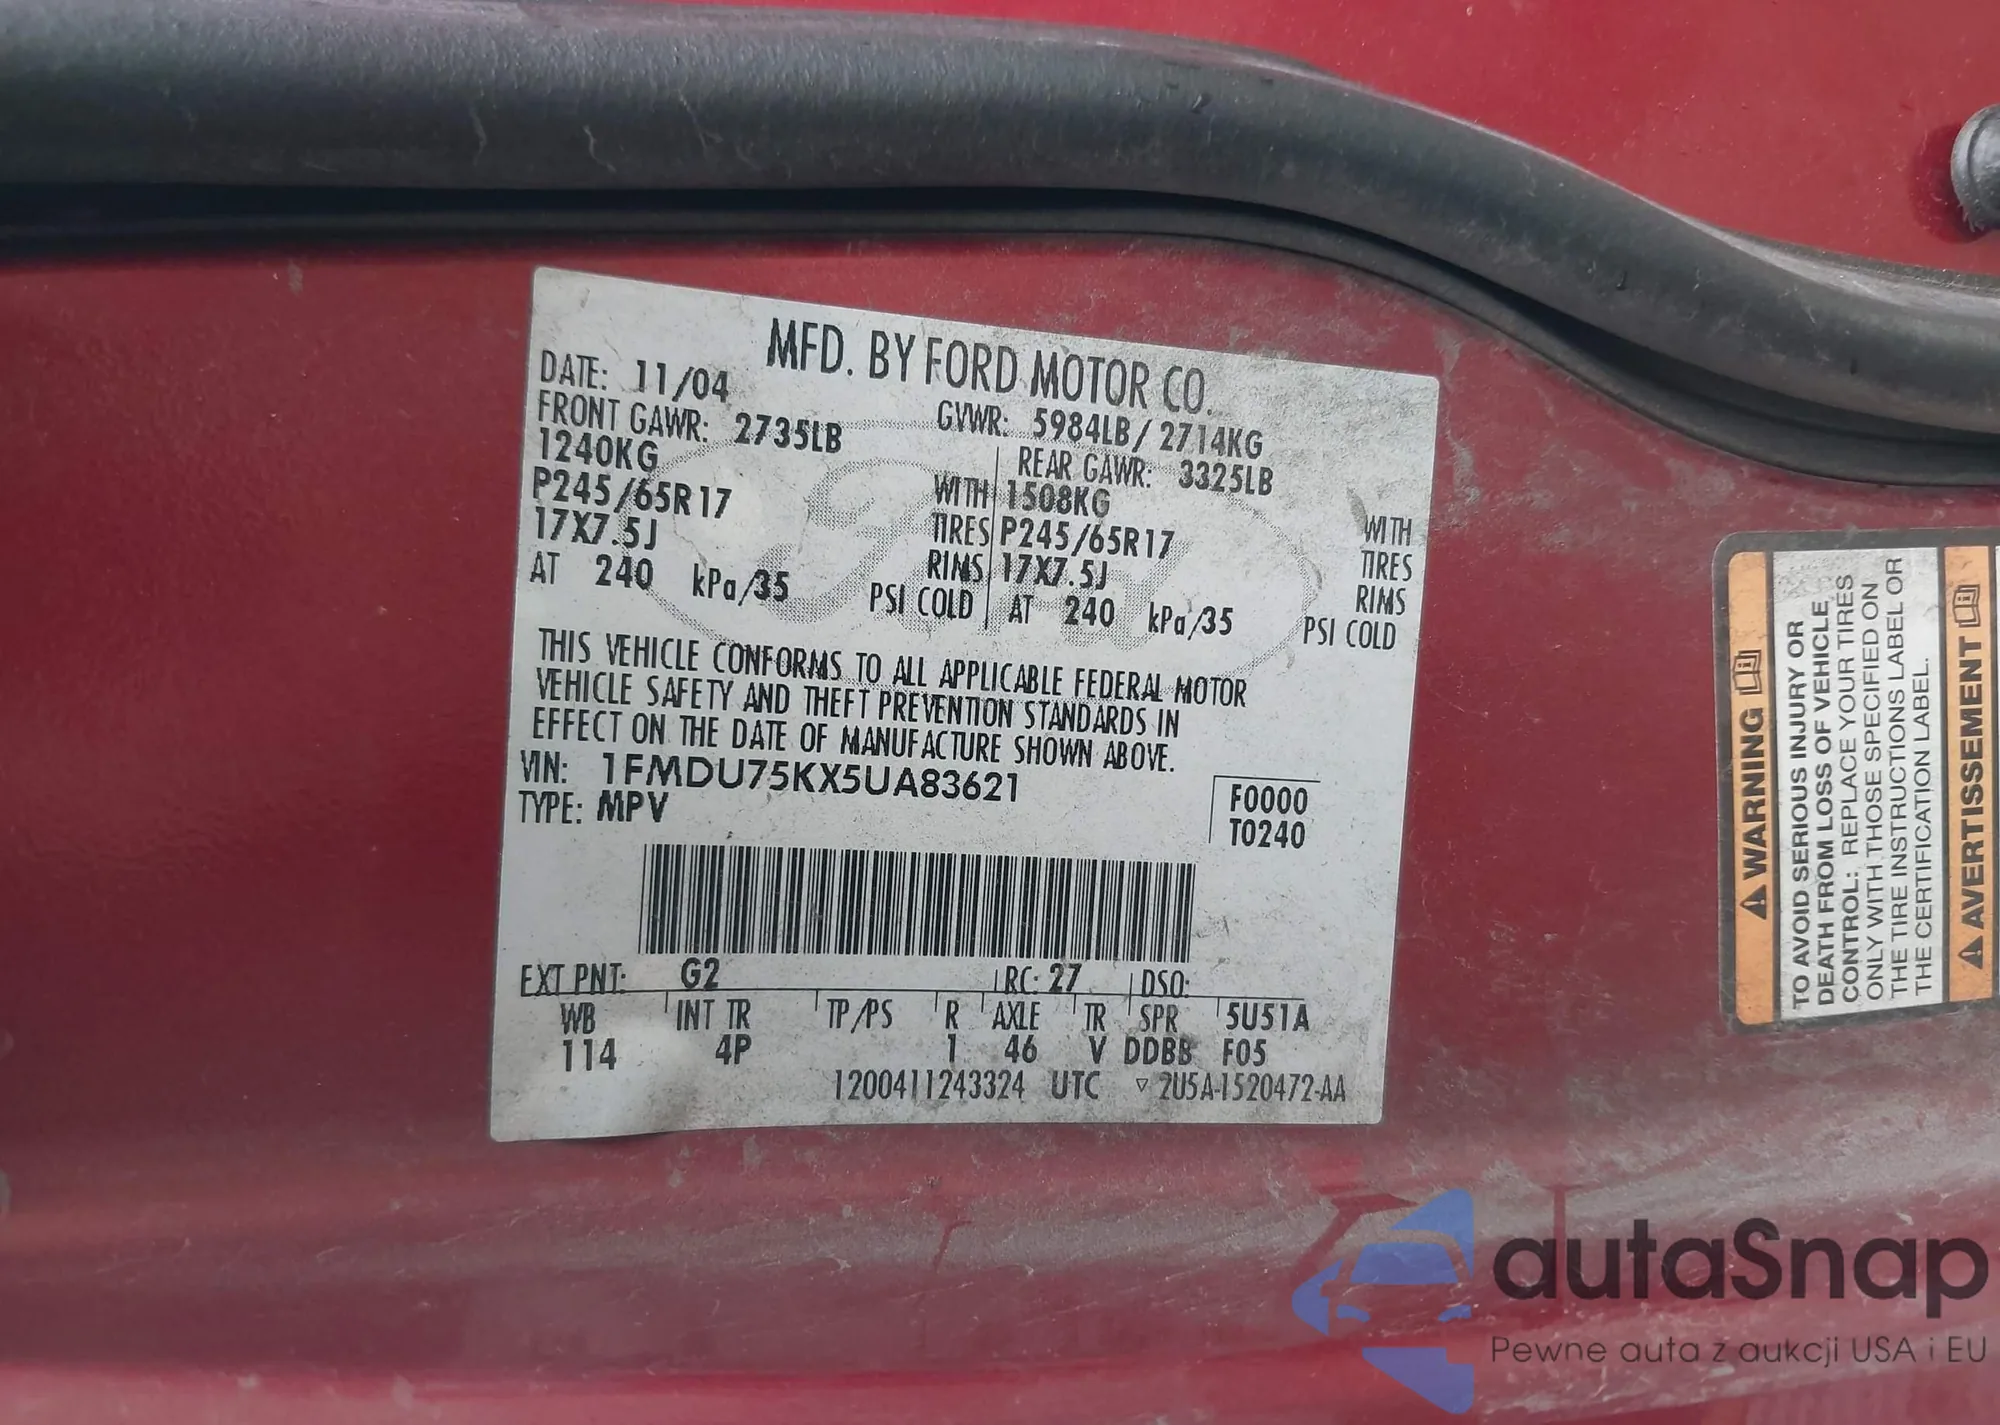 MFD. BY FORD MOTOR CO.
DATE: 11/04
GVWR: 5984LB / 2714KG
FRONT GAWR: 2735LB
REAR GAWR: 3325LB
1240KG WITH
1508KG WITH
P245/65R17 TIRES
P245/65R17 TIRES
17X7.5J RIMS
17X7.5J RIMS
AT 240 kPa/35 PSI COLD
AT 240 kPa/35 PSI COLD
Ford
THIS VEHICLE CONFORMS TO ALL APPLICABLE FEDERAL MOTOR
VEHICLE SAFETY AND THEFT PREVENTION STANDARDS IN
EFFECT ON THE DATE OF MANUFACTURE SHOWN ABOVE.
VIN: 1FMDU75KX5UA83621
TYPE: MPV
F0000
T0240
EXT PNT: G2 RC: 27 DSO:
WB INT TR TP/PS R AXLE TR SPR 5U51A
114 4P 1 46 V DDBB F05
1200411243324 UTC ▽ 2U5A-1520472-AA
⚠ WARNING
TO AVOID SERIOUS INJURY OR
DEATH FROM LOSS OF VEHICLE
CONTROL: REPLACE YOUR TIRES
ONLY WITH THOSE SPECIFIED ON
THE TIRE INSTRUCTIONS LABEL OR
THE CERTIFICATION LABEL.
⚠ AVERTISSEMENT
autaSnap
Pewne auta z aukcji USA i EU